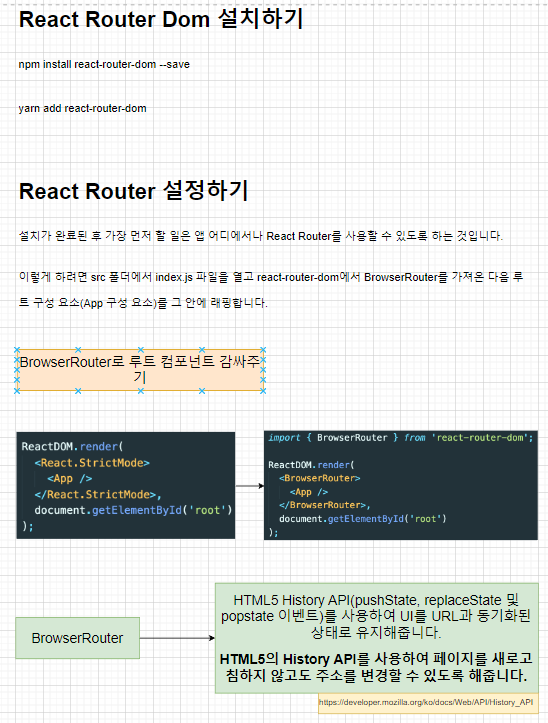 React Router Dom 설치하기
npm install react-router-dom --save
yarn add react-router-dom
React Router 설정하기
설치가 완료된 후 가장 먼저 할 일은 앱 어디에서나 React Router를 사용할 수 있도록 하는 것입니다.
이렇게 하려면 src 폴더에서 index.js 파일을 열고 react-router-dom에서 BrowserRouter를 가져온 다음 루
트 구성 요소(App 구성 요소)를 그 안에 래핑합니다.
BrowserRouter로 루트 컴포넌트 감싸주
기
ReactDOM.render(
<React.StrictMode>
<App />
</React.StrictMode>,
document.getElementById('root')
);
import { BrowserRouter } from 'react-router-dom';
ReactDOM.render(
<BrowserRouter>
<App />
</BrowserRouter>,
document.getElementById('root')
);
BrowserRouter
HTML5 History API(pushState, replaceState 및
popstate 이벤트)를 사용하여 UI를 URL과 동기화된
상태로 유지해줍니다.
HTML5의 History API를 사용하여 페이지를 새로고
침하지 않고도 주소를 변경할 수 있도록 해줍니다.
https://developer.mozilla.org/ko/docs/Web/API/History_API